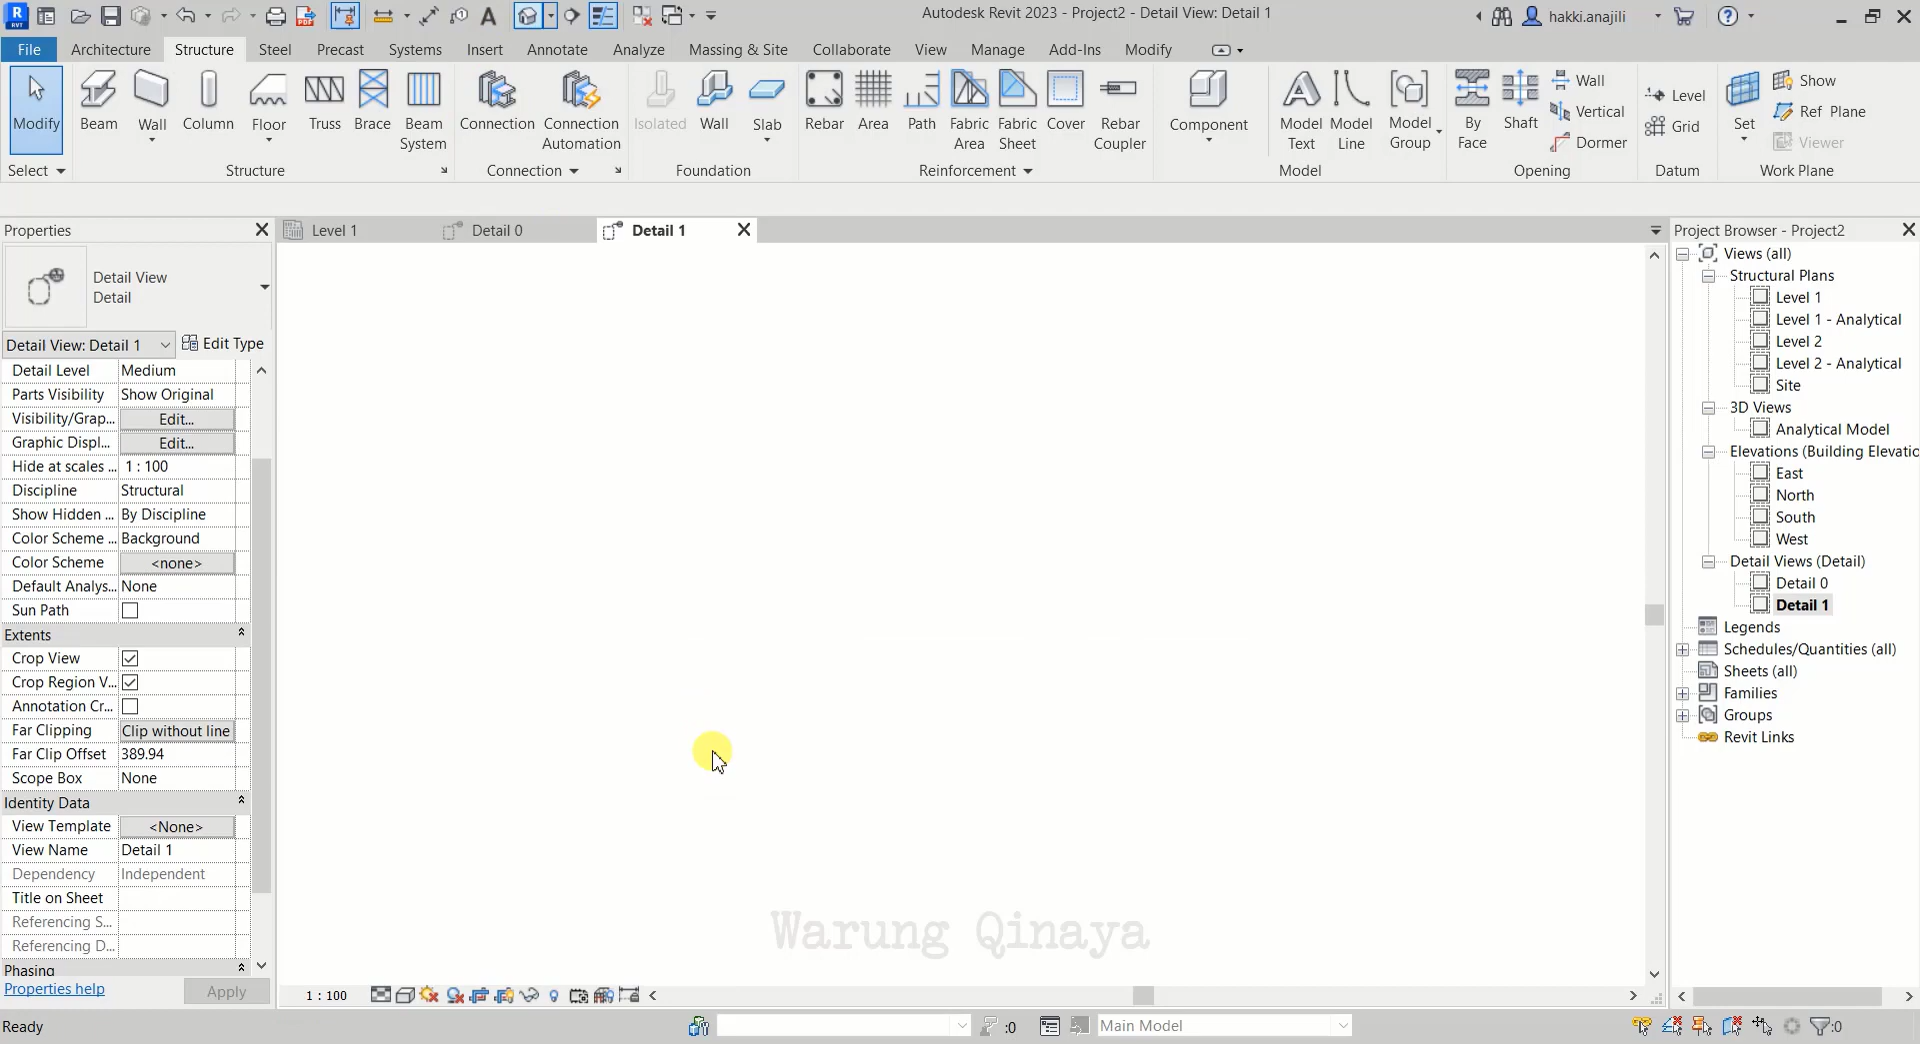 Autodesk Revit 2023 - Project2 - Detail View: Detail 1
hakki.anajili
File Architecture Structure Steel Precast Systems Insert Annotate Analyze Massing & Site Collaborate View Manage Add-Ins Modify
Modify
Beam
Wall
Column
Floor
Truss
Brace
Beam System
Connection
Connection Automation
Isolated
Wall
Slab
Rebar
Area
Path
Fabric Area
Fabric Sheet
Cover
Rebar Coupler
Component
Model Text
Model Line
Model Group
By Face
Shaft
Wall
Vertical
Dormer
Level
Grid
Set
Show
Ref Plane
Viewer
Select
Structure
Connection
Foundation
Reinforcement
Model
Opening
Datum
Work Plane
Properties
Detail View
Detail
Detail View: Detail 1
Edit Type
Detail Level Medium
Parts Visibility Show Original
Visibility/Grap... Edit...
Graphic Displ... Edit...
Hide at scales ... 1 : 100
Discipline Structural
Show Hidden ... By Discipline
Color Scheme ... Background
Color Scheme <none>
Default Analys... None
Sun Path
Extents
Crop View
Crop Region V...
Annotation Cr...
Far Clipping Clip without line
Far Clip Offset 389.94
Scope Box None
Identity Data
View Template <None>
View Name Detail 1
Dependency Independent
Title on Sheet
Referencing S...
Referencing D...
Phasing
Properties help
Apply
Level 1
Detail 0
Detail 1
Warung Qinaya
1 : 100
Project Browser - Project2
Views (all)
Structural Plans
Level 1
Level 1 - Analytical
Level 2
Level 2 - Analytical
Site
3D Views
Analytical Model
Elevations (Building Elevatio
East
North
South
West
Detail Views (Detail)
Detail 0
Detail 1
Legends
Schedules/Quantities (all)
Sheets (all)
Families
Groups
Revit Links
Ready
:0
Main Model
:0